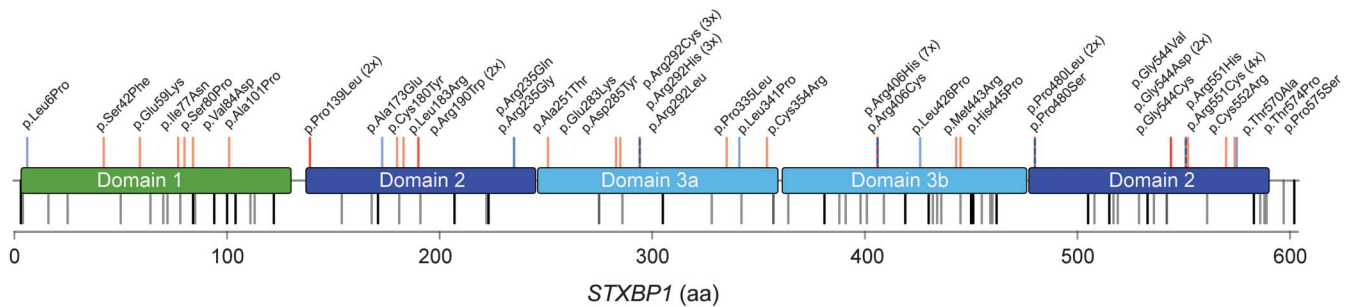 p.Leu6Pro
p.Ser42Phe
p.Glu59Lys
p.Ile77Asn
p.Ser80Pro
p.Val84Asp
p.Ala101Pro
p.Pro139Leu (2x)
p.Ala173Glu
p.Cys180Tyr
p.Leu183Arg
p.Arg190Trp (2x)
p.Arg235Gln
p.Arg235Gly
p.Ala251Thr
p.Glu283Lys
p.Asp285Tyr
p.Arg292Cys (3x)
p.Arg292His (3x)
p.Arg292Leu
p.Pro335Leu
p.Leu341Pro
p.Cys354Arg
p.Arg406His (7x)
p.Arg406Cys
p.Leu426Pro
p.Met443Arg
p.His445Pro
p.Pro480Leu (2x)
p.Pro480Ser
p.Gly544Val
p.Gly544Asp (2x)
p.Gly544Cys
p.Arg551His
p.Arg551Cys (4x)
p.Cys552Arg
p.Thr570Ala
p.Thr574Pro
p.Pro575Ser
Domain 1
Domain 2
Domain 3a
Domain 3b
Domain 2
0 100 200 300 400 500 600
STXBP1 (aa)